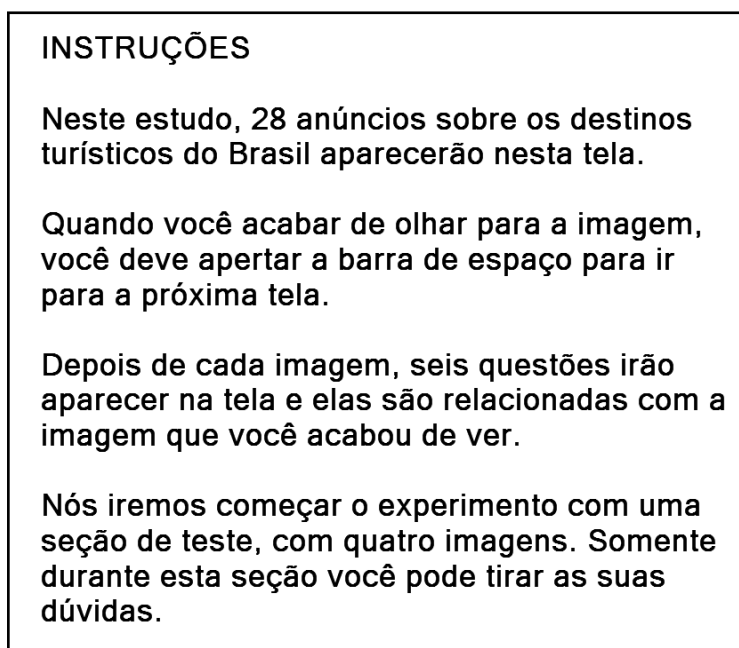 INSTRUÇÕES
Neste estudo, 28 anúncios sobre os destinos
turísticos do Brasil aparecerão nesta tela.
Quando você acabar de olhar para a imagem,
você deve apertar a barra de espaço para ir
para a próxima tela.
Depois de cada imagem, seis questões irão
aparecer na tela e elas são relacionadas com a
imagem que você acabou de ver.
Nós iremos começar o experimento com uma
seção de teste, com quatro imagens. Somente
durante esta seção você pode tirar as suas
dúvidas.